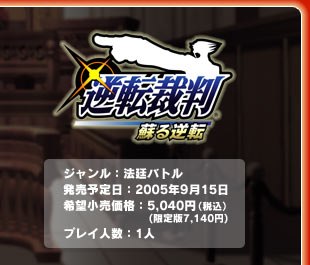 逆転裁判
蘇る逆転
ジャンル：法廷バトル
発売予定日：2005年9月15日
希望小売価格：5,040円（税込）
（限定版7,140円）
プレイ人数：1人